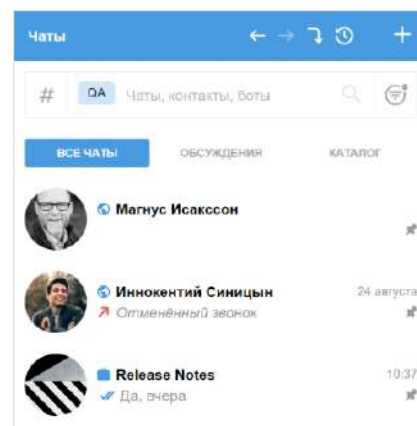 Чаты
# QA Чаты, контакты, боты
ВСЕ ЧАТЫ ОБСУЖДЕНИЯ КАТАЛОГ
Магнус Исакссон
Иннокентий Синицын 24 августа
Отменённый звонок
Release Notes 10:37
Да, вчера